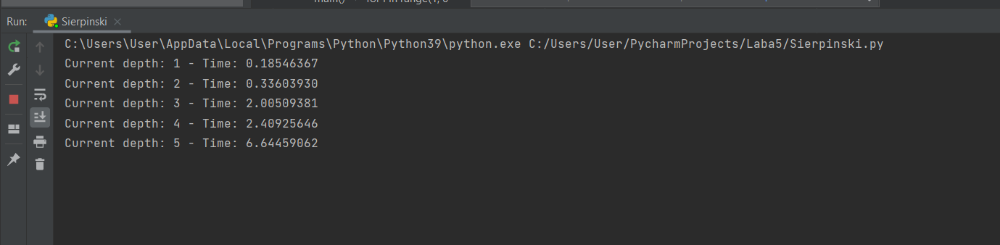 Run: Sierpinski
C:\Users\User\AppData\Local\Programs\Python\Python39\python.exe C:/Users/User/PycharmProjects/Laba5/Sierpinski.py
Current depth: 1 - Time: 0.18546367
Current depth: 2 - Time: 0.33603930
Current depth: 3 - Time: 2.00509381
Current depth: 4 - Time: 2.40925646
Current depth: 5 - Time: 6.64459062